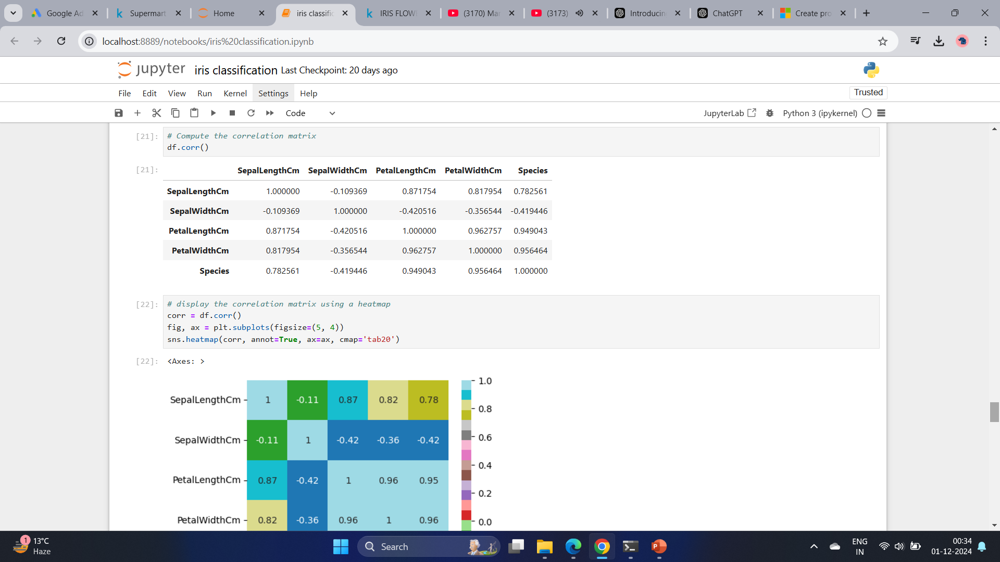 Google Ad
Supermart
Home
iris classific
IRIS FLOW
(3170) Mar
(3173)
Introducin
ChatGPT
Create pro
localhost:8889/notebooks/iris%20classification.ipynb
jupyter iris classification Last Checkpoint: 20 days ago
File Edit View Run Kernel Settings Help
Trusted
Code
JupyterLab
Python 3 (ipykernel)
[21]: # Compute the correlation matrix
df.corr()
[21]: SepalLengthCm SepalWidthCm PetalLengthCm PetalWidthCm Species
SepalLengthCm 1.000000 -0.109369 0.871754 0.817954 0.782561
SepalWidthCm -0.109369 1.000000 -0.420516 -0.356544 -0.419446
PetalLengthCm 0.871754 -0.420516 1.000000 0.962757 0.949043
PetalWidthCm 0.817954 -0.356544 0.962757 1.000000 0.956464
Species 0.782561 -0.419446 0.949043 0.956464 1.000000
[22]: # display the correlation matrix using a heatmap
corr = df.corr()
fig, ax = plt.subplots(figsize=(5, 4))
sns.heatmap(corr, annot=True, ax=ax, cmap='tab20')
[22]: <Axes: >
SepalLengthCm 1 -0.11 0.87 0.82 0.78
SepalWidthCm -0.11 1 -0.42 -0.36 -0.42
PetalLengthCm 0.87 -0.42 1 0.96 0.95
PetalWidthCm 0.82 -0.36 0.96 1 0.96
1.0
0.8
0.6
0.4
0.2
0.0
1
13°C
Haze
Search
ENG
IN
00:34
01-12-2024